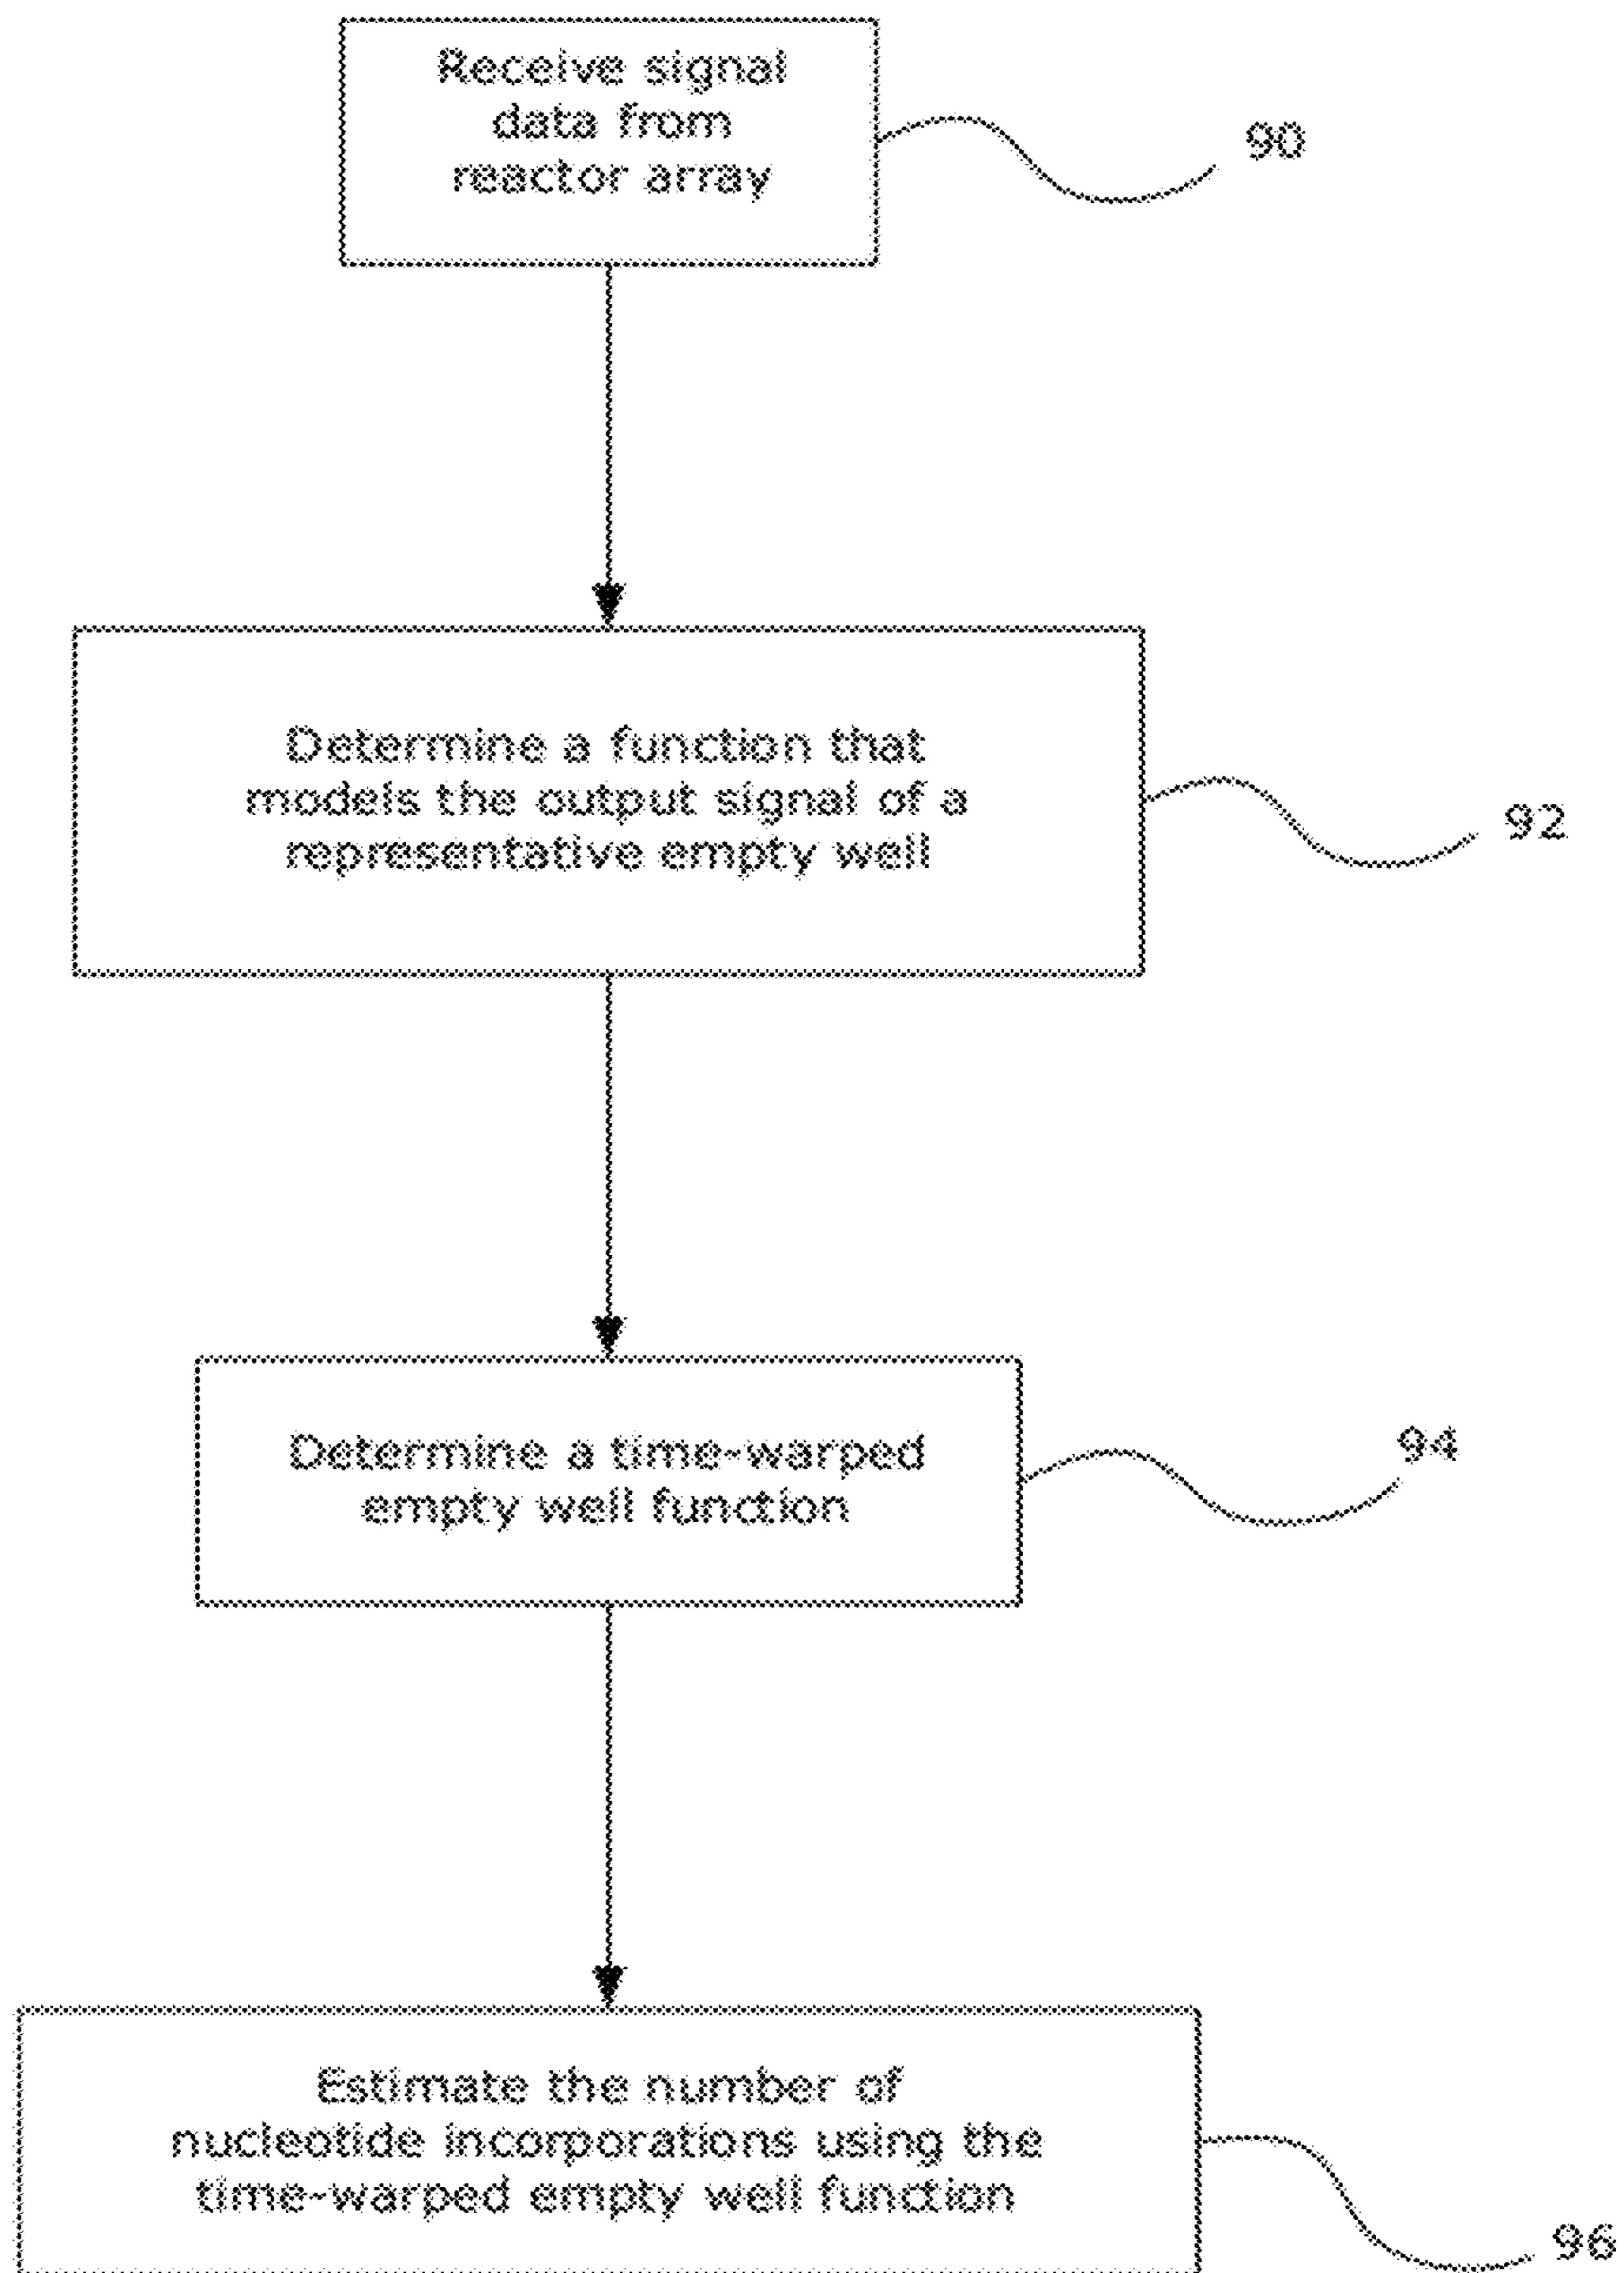 Receive signal
data from
reactor array
90
Determine a function that
models the output signal of a
representative empty well
92
Determine a time-warped
empty well function
94
Estimate the number of
nucleotide incorporations using the
time-warped empty well function
96